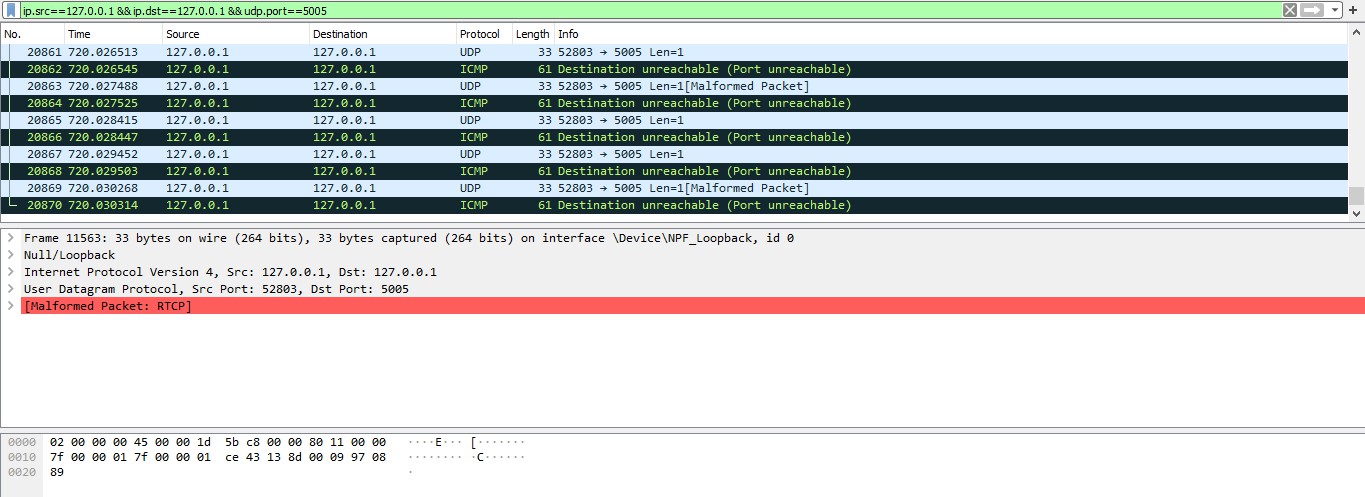 ip.src==127.0.0.1 && ip.dst==127.0.0.1 && udp.port==5005
No. Time Source Destination Protocol Length Info
20861 720.026513 127.0.0.1 127.0.0.1 UDP 33 52803 → 5005 Len=1
20862 720.026545 127.0.0.1 127.0.0.1 ICMP 61 Destination unreachable (Port unreachable)
20863 720.027488 127.0.0.1 127.0.0.1 UDP 33 52803 → 5005 Len=1[Malformed Packet]
20864 720.027525 127.0.0.1 127.0.0.1 ICMP 61 Destination unreachable (Port unreachable)
20865 720.028415 127.0.0.1 127.0.0.1 UDP 33 52803 → 5005 Len=1
20866 720.028447 127.0.0.1 127.0.0.1 ICMP 61 Destination unreachable (Port unreachable)
20867 720.029452 127.0.0.1 127.0.0.1 UDP 33 52803 → 5005 Len=1
20868 720.029503 127.0.0.1 127.0.0.1 ICMP 61 Destination unreachable (Port unreachable)
20869 720.030268 127.0.0.1 127.0.0.1 UDP 33 52803 → 5005 Len=1[Malformed Packet]
20870 720.030314 127.0.0.1 127.0.0.1 ICMP 61 Destination unreachable (Port unreachable)
Frame 11563: 33 bytes on wire (264 bits), 33 bytes captured (264 bits) on interface \Device\NPF_Loopback, id 0
Null/Loopback
Internet Protocol Version 4, Src: 127.0.0.1, Dst: 127.0.0.1
User Datagram Protocol, Src Port: 52803, Dst Port: 5005
[Malformed Packet: RTCP]
0000 02 00 00 00 45 00 00 1d 5b c8 00 00 80 11 00 00 ····E··· [·······
0010 7f 00 00 01 7f 00 00 01 ce 43 13 8d 00 09 97 08 ········ ·C······
0020 89 ·